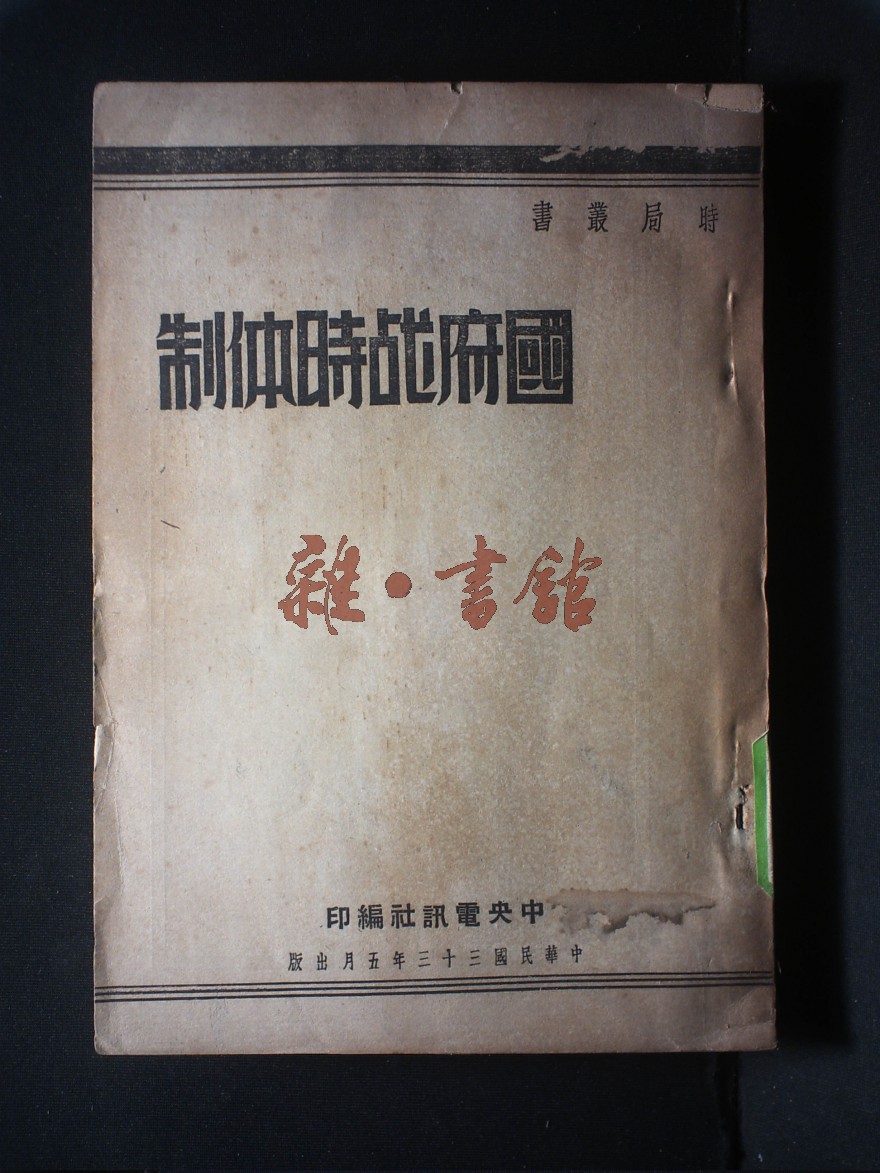 時局叢書
國府战時体制
雜·書舘
中央電訊社編印
中華民國三十三年五月出版